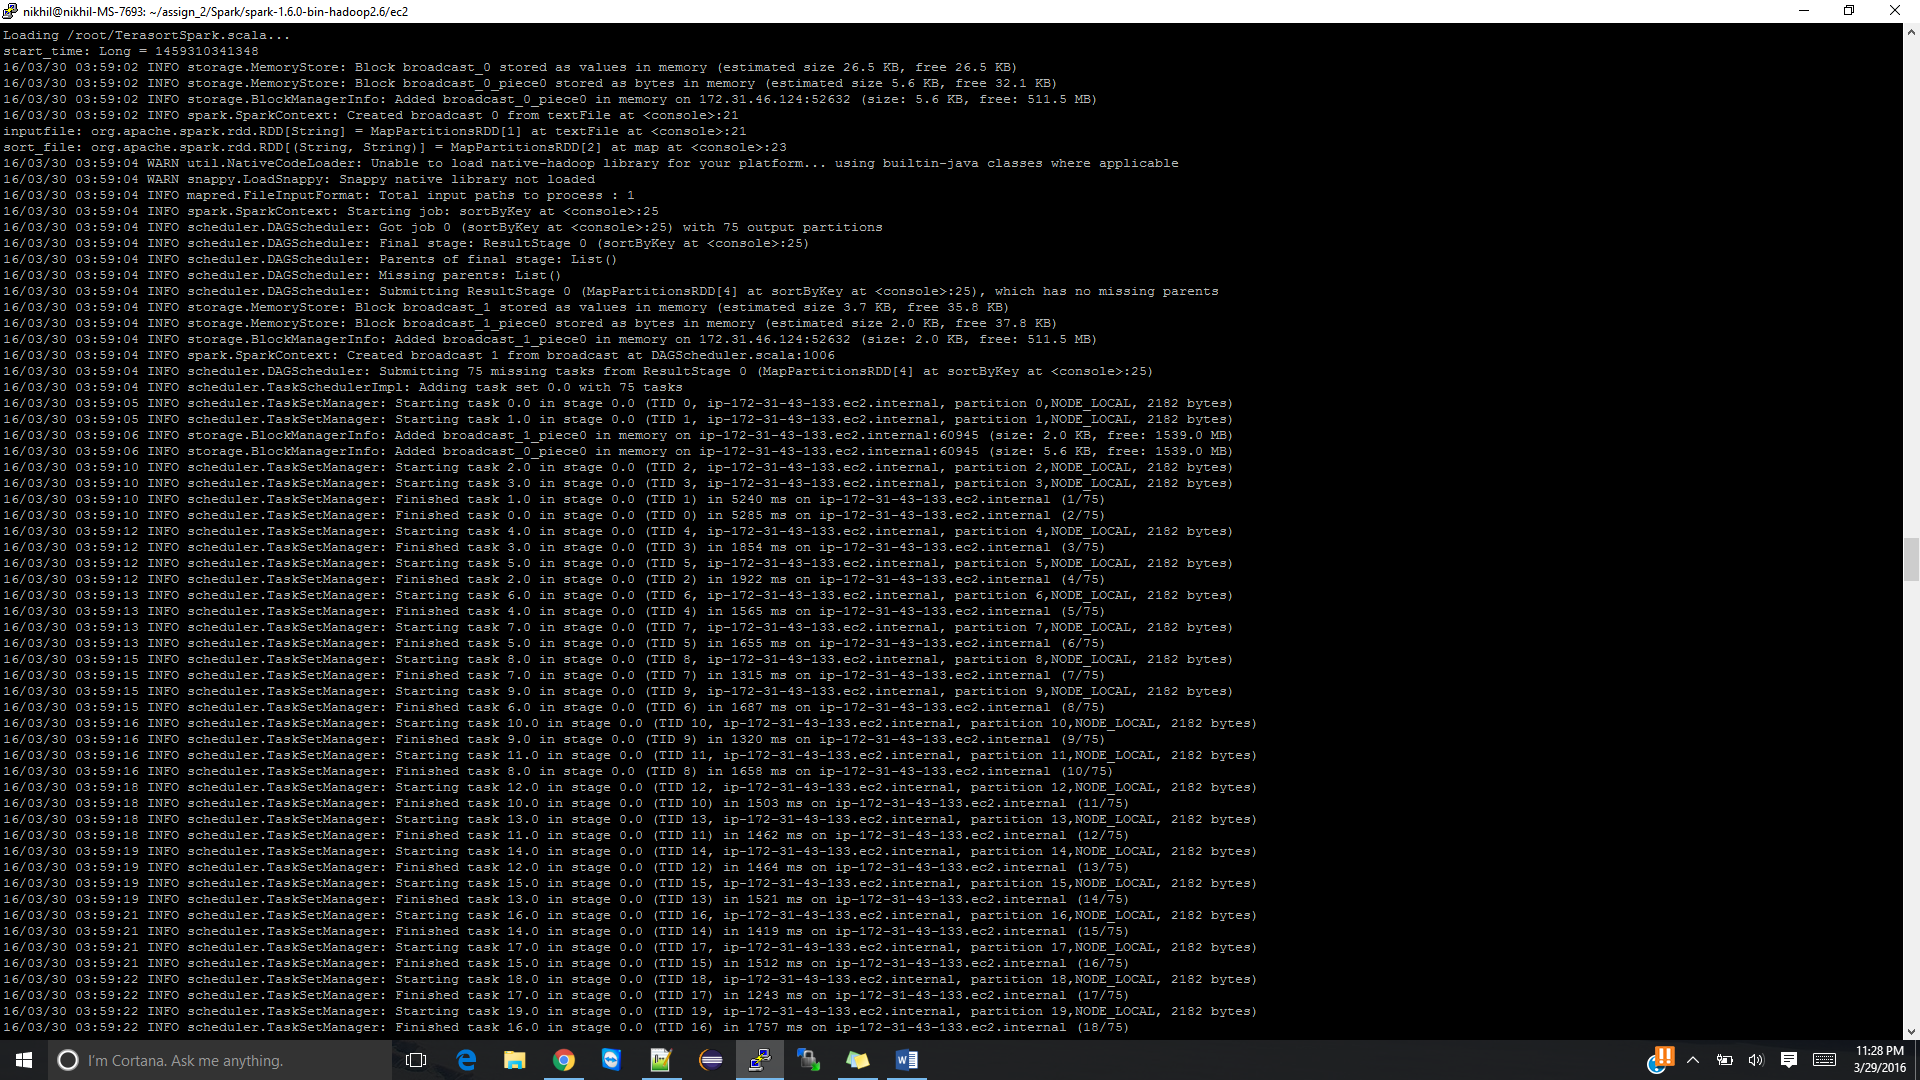 nikhil@nikhil-MS-7693: ~/assign_2/Spark/spark-1.6.0-bin-hadoop2.6/ec2
Loading /root/TerasortSpark.scala...
start_time: Long = 1459310341348
16/03/30 03:59:02 INFO storage.MemoryStore: Block broadcast_0 stored as values in memory (estimated size 26.5 KB, free 26.5 KB)
16/03/30 03:59:02 INFO storage.MemoryStore: Block broadcast_0_piece0 stored as bytes in memory (estimated size 5.6 KB, free 32.1 KB)
16/03/30 03:59:02 INFO storage.BlockManagerInfo: Added broadcast_0_piece0 in memory on 172.31.46.124:52632 (size: 5.6 KB, free: 511.5 MB)
16/03/30 03:59:02 INFO spark.SparkContext: Created broadcast 0 from textFile at <console>:21
inputfile: org.apache.spark.rdd.RDD[String] = MapPartitionsRDD[1] at textFile at <console>:21
sort_file: org.apache.spark.rdd.RDD[(String, String)] = MapPartitionsRDD[2] at map at <console>:23
16/03/30 03:59:04 WARN util.NativeCodeLoader: Unable to load native-hadoop library for your platform... using builtin-java classes where applicable
16/03/30 03:59:04 WARN snappy.LoadSnappy: Snappy native library not loaded
16/03/30 03:59:04 INFO mapred.FileInputFormat: Total input paths to process : 1
16/03/30 03:59:04 INFO spark.SparkContext: Starting job: sortByKey at <console>:25
16/03/30 03:59:04 INFO scheduler.DAGScheduler: Got job 0 (sortByKey at <console>:25) with 75 output partitions
16/03/30 03:59:04 INFO scheduler.DAGScheduler: Final stage: ResultStage 0 (sortByKey at <console>:25)
16/03/30 03:59:04 INFO scheduler.DAGScheduler: Parents of final stage: List()
16/03/30 03:59:04 INFO scheduler.DAGScheduler: Missing parents: List()
16/03/30 03:59:04 INFO scheduler.DAGScheduler: Submitting ResultStage 0 (MapPartitionsRDD[4] at sortByKey at <console>:25), which has no missing parents
16/03/30 03:59:04 INFO storage.MemoryStore: Block broadcast_1 stored as values in memory (estimated size 3.7 KB, free 35.8 KB)
16/03/30 03:59:04 INFO storage.MemoryStore: Block broadcast_1_piece0 stored as bytes in memory (estimated size 2.0 KB, free 37.8 KB)
16/03/30 03:59:04 INFO storage.BlockManagerInfo: Added broadcast_1_piece0 in memory on 172.31.46.124:52632 (size: 2.0 KB, free: 511.5 MB)
16/03/30 03:59:04 INFO spark.SparkContext: Created broadcast 1 from broadcast at DAGScheduler.scala:1006
16/03/30 03:59:04 INFO scheduler.DAGScheduler: Submitting 75 missing tasks from ResultStage 0 (MapPartitionsRDD[4] at sortByKey at <console>:25)
16/03/30 03:59:04 INFO scheduler.TaskSchedulerImpl: Adding task set 0.0 with 75 tasks
16/03/30 03:59:05 INFO scheduler.TaskSetManager: Starting task 0.0 in stage 0.0 (TID 0, ip-172-31-43-133.ec2.internal, partition 0,NODE_LOCAL, 2182 bytes)
16/03/30 03:59:05 INFO scheduler.TaskSetManager: Starting task 1.0 in stage 0.0 (TID 1, ip-172-31-43-133.ec2.internal, partition 1,NODE_LOCAL, 2182 bytes)
16/03/30 03:59:06 INFO storage.BlockManagerInfo: Added broadcast_1_piece0 in memory on ip-172-31-43-133.ec2.internal:60945 (size: 2.0 KB, free: 1539.0 MB)
16/03/30 03:59:06 INFO storage.BlockManagerInfo: Added broadcast_0_piece0 in memory on ip-172-31-43-133.ec2.internal:60945 (size: 5.6 KB, free: 1539.0 MB)
16/03/30 03:59:10 INFO scheduler.TaskSetManager: Starting task 2.0 in stage 0.0 (TID 2, ip-172-31-43-133.ec2.internal, partition 2,NODE_LOCAL, 2182 bytes)
16/03/30 03:59:10 INFO scheduler.TaskSetManager: Starting task 3.0 in stage 0.0 (TID 3, ip-172-31-43-133.ec2.internal, partition 3,NODE_LOCAL, 2182 bytes)
16/03/30 03:59:10 INFO scheduler.TaskSetManager: Finished task 1.0 in stage 0.0 (TID 1) in 5240 ms on ip-172-31-43-133.ec2.internal (1/75)
16/03/30 03:59:10 INFO scheduler.TaskSetManager: Finished task 0.0 in stage 0.0 (TID 0) in 5285 ms on ip-172-31-43-133.ec2.internal (2/75)
16/03/30 03:59:12 INFO scheduler.TaskSetManager: Starting task 4.0 in stage 0.0 (TID 4, ip-172-31-43-133.ec2.internal, partition 4,NODE_LOCAL, 2182 bytes)
16/03/30 03:59:12 INFO scheduler.TaskSetManager: Finished task 3.0 in stage 0.0 (TID 3) in 1854 ms on ip-172-31-43-133.ec2.internal (3/75)
16/03/30 03:59:12 INFO scheduler.TaskSetManager: Starting task 5.0 in stage 0.0 (TID 5, ip-172-31-43-133.ec2.internal, partition 5,NODE_LOCAL, 2182 bytes)
16/03/30 03:59:12 INFO scheduler.TaskSetManager: Finished task 2.0 in stage 0.0 (TID 2) in 1922 ms on ip-172-31-43-133.ec2.internal (4/75)
16/03/30 03:59:13 INFO scheduler.TaskSetManager: Starting task 6.0 in stage 0.0 (TID 6, ip-172-31-43-133.ec2.internal, partition 6,NODE_LOCAL, 2182 bytes)
16/03/30 03:59:13 INFO scheduler.TaskSetManager: Finished task 4.0 in stage 0.0 (TID 4) in 1565 ms on ip-172-31-43-133.ec2.internal (5/75)
16/03/30 03:59:13 INFO scheduler.TaskSetManager: Starting task 7.0 in stage 0.0 (TID 7, ip-172-31-43-133.ec2.internal, partition 7,NODE_LOCAL, 2182 bytes)
16/03/30 03:59:13 INFO scheduler.TaskSetManager: Finished task 5.0 in stage 0.0 (TID 5) in 1655 ms on ip-172-31-43-133.ec2.internal (6/75)
16/03/30 03:59:15 INFO scheduler.TaskSetManager: Starting task 8.0 in stage 0.0 (TID 8, ip-172-31-43-133.ec2.internal, partition 8,NODE_LOCAL, 2182 bytes)
16/03/30 03:59:15 INFO scheduler.TaskSetManager: Finished task 7.0 in stage 0.0 (TID 7) in 1315 ms on ip-172-31-43-133.ec2.internal (7/75)
16/03/30 03:59:15 INFO scheduler.TaskSetManager: Starting task 9.0 in stage 0.0 (TID 9, ip-172-31-43-133.ec2.internal, partition 9,NODE_LOCAL, 2182 bytes)
16/03/30 03:59:15 INFO scheduler.TaskSetManager: Finished task 6.0 in stage 0.0 (TID 6) in 1687 ms on ip-172-31-43-133.ec2.internal (8/75)
16/03/30 03:59:16 INFO scheduler.TaskSetManager: Starting task 10.0 in stage 0.0 (TID 10, ip-172-31-43-133.ec2.internal, partition 10,NODE_LOCAL, 2182 bytes)
16/03/30 03:59:16 INFO scheduler.TaskSetManager: Finished task 9.0 in stage 0.0 (TID 9) in 1320 ms on ip-172-31-43-133.ec2.internal (9/75)
16/03/30 03:59:16 INFO scheduler.TaskSetManager: Starting task 11.0 in stage 0.0 (TID 11, ip-172-31-43-133.ec2.internal, partition 11,NODE_LOCAL, 2182 bytes)
16/03/30 03:59:16 INFO scheduler.TaskSetManager: Finished task 8.0 in stage 0.0 (TID 8) in 1658 ms on ip-172-31-43-133.ec2.internal (10/75)
16/03/30 03:59:18 INFO scheduler.TaskSetManager: Starting task 12.0 in stage 0.0 (TID 12, ip-172-31-43-133.ec2.internal, partition 12,NODE_LOCAL, 2182 bytes)
16/03/30 03:59:18 INFO scheduler.TaskSetManager: Finished task 10.0 in stage 0.0 (TID 10) in 1503 ms on ip-172-31-43-133.ec2.internal (11/75)
16/03/30 03:59:18 INFO scheduler.TaskSetManager: Starting task 13.0 in stage 0.0 (TID 13, ip-172-31-43-133.ec2.internal, partition 13,NODE_LOCAL, 2182 bytes)
16/03/30 03:59:18 INFO scheduler.TaskSetManager: Finished task 11.0 in stage 0.0 (TID 11) in 1462 ms on ip-172-31-43-133.ec2.internal (12/75)
16/03/30 03:59:19 INFO scheduler.TaskSetManager: Starting task 14.0 in stage 0.0 (TID 14, ip-172-31-43-133.ec2.internal, partition 14,NODE_LOCAL, 2182 bytes)
16/03/30 03:59:19 INFO scheduler.TaskSetManager: Finished task 12.0 in stage 0.0 (TID 12) in 1464 ms on ip-172-31-43-133.ec2.internal (13/75)
16/03/30 03:59:19 INFO scheduler.TaskSetManager: Starting task 15.0 in stage 0.0 (TID 15, ip-172-31-43-133.ec2.internal, partition 15,NODE_LOCAL, 2182 bytes)
16/03/30 03:59:19 INFO scheduler.TaskSetManager: Finished task 13.0 in stage 0.0 (TID 13) in 1521 ms on ip-172-31-43-133.ec2.internal (14/75)
16/03/30 03:59:21 INFO scheduler.TaskSetManager: Starting task 16.0 in stage 0.0 (TID 16, ip-172-31-43-133.ec2.internal, partition 16,NODE_LOCAL, 2182 bytes)
16/03/30 03:59:21 INFO scheduler.TaskSetManager: Finished task 14.0 in stage 0.0 (TID 14) in 1419 ms on ip-172-31-43-133.ec2.internal (15/75)
16/03/30 03:59:21 INFO scheduler.TaskSetManager: Starting task 17.0 in stage 0.0 (TID 17, ip-172-31-43-133.ec2.internal, partition 17,NODE_LOCAL, 2182 bytes)
16/03/30 03:59:21 INFO scheduler.TaskSetManager: Finished task 15.0 in stage 0.0 (TID 15) in 1512 ms on ip-172-31-43-133.ec2.internal (16/75)
16/03/30 03:59:22 INFO scheduler.TaskSetManager: Starting task 18.0 in stage 0.0 (TID 18, ip-172-31-43-133.ec2.internal, partition 18,NODE_LOCAL, 2182 bytes)
16/03/30 03:59:22 INFO scheduler.TaskSetManager: Finished task 17.0 in stage 0.0 (TID 17) in 1243 ms on ip-172-31-43-133.ec2.internal (17/75)
16/03/30 03:59:22 INFO scheduler.TaskSetManager: Starting task 19.0 in stage 0.0 (TID 19, ip-172-31-43-133.ec2.internal, partition 19,NODE_LOCAL, 2182 bytes)
16/03/30 03:59:22 INFO scheduler.TaskSetManager: Finished task 16.0 in stage 0.0 (TID 16) in 1757 ms on ip-172-31-43-133.ec2.internal (18/75)
I'm Cortana. Ask me anything.
11:28 PM
3/29/2016